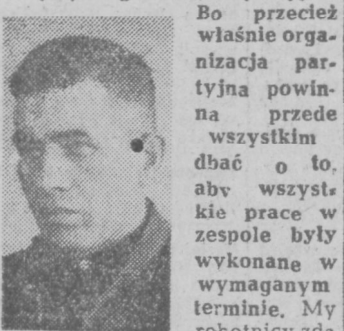 Bo przecież
właśnie orga-
nizacja par-
tyjna powin-
na przede
wszystkim
dbać o to,
aby wszyst-
kie prace w
zespole były
wykonane w
wymaganym
terminie. My